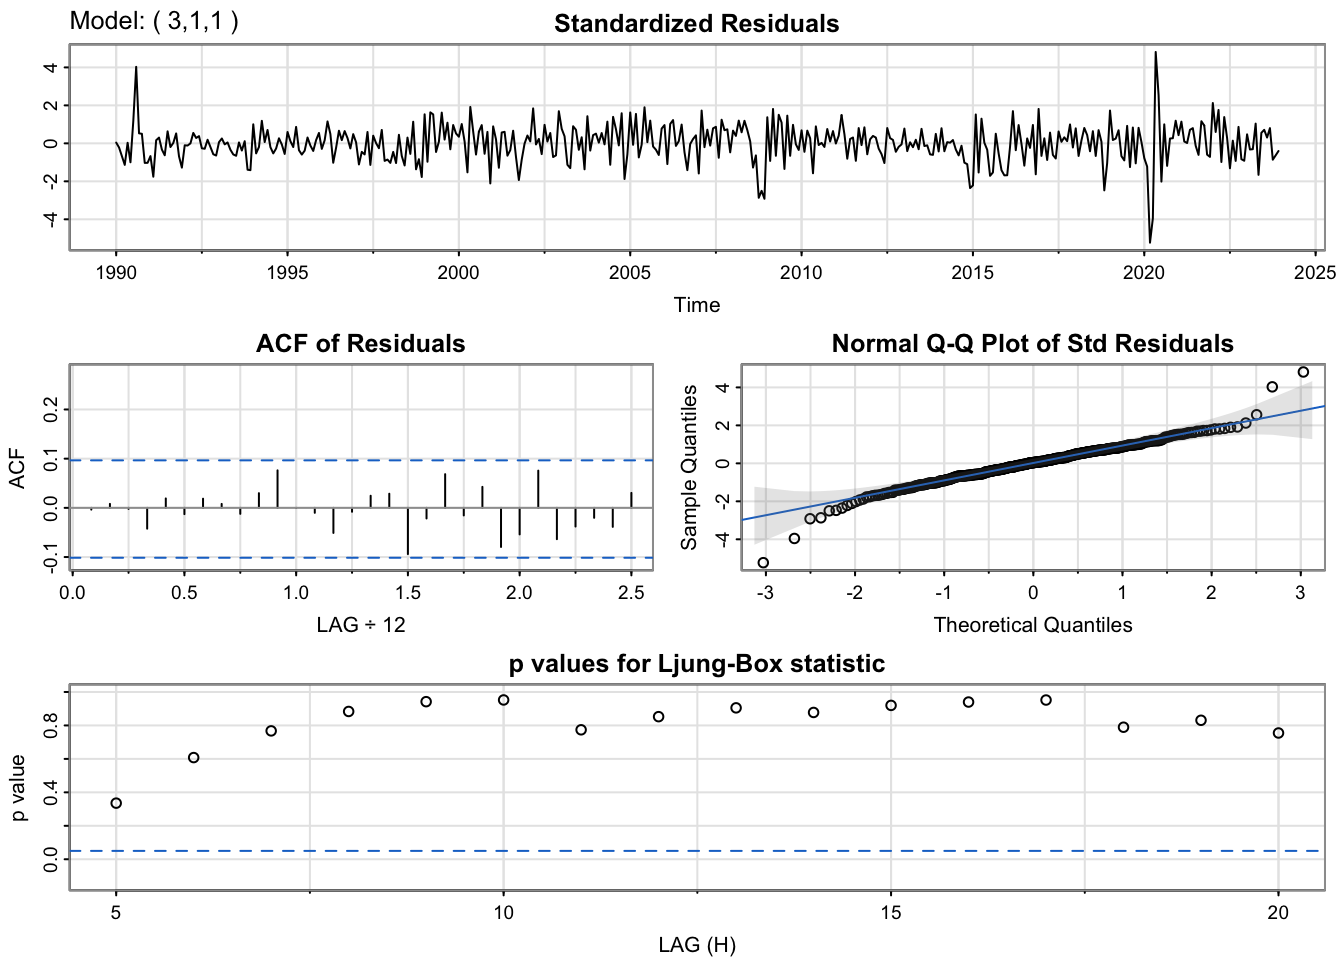 Model: ( 3,1,1 )
Standardized Residuals
4
2
0
-2
-4
1990 1995 2000 2005 2010 2015 2020 2025
Time
ACF of Residuals
ACF
0.2
0.1
0.0
-0.1
0.0 0.5 1.0 1.5 2.0 2.5
LAG ÷ 12
Normal Q-Q Plot of Std Residuals
Sample Quantiles
4
2
0
-2
-4
-3 -2 -1 0 1 2 3
Theoretical Quantiles
p values for Ljung-Box statistic
p value
0.8
0.4
0.0
5 10 15 20
LAG (H)